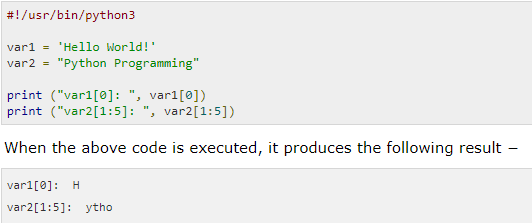 #!/usr/bin/python3
var1 = 'Hello World!'
var2 = "Python Programming"
print ("var1[0]: ", var1[0])
print ("var2[1:5]: ", var2[1:5])
When the above code is executed, it produces the following result −
var1[0]:  H
var2[1:5]:  ytho